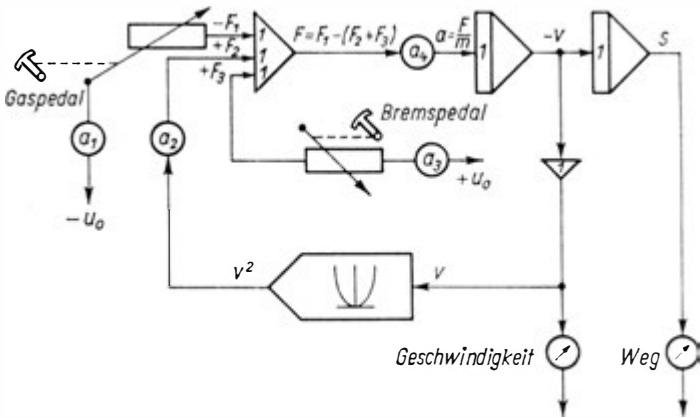 -F₁
+F₂
+F₃
1
1
1
F=F₁-(F₂+F₃)
a₄
a=F/m
1
-V
1
S
Gaspedal
Bremspedal
a₁
a₂
a₃
+u₀
-u₀
1
V²
V
Geschwindigkeit
Weg